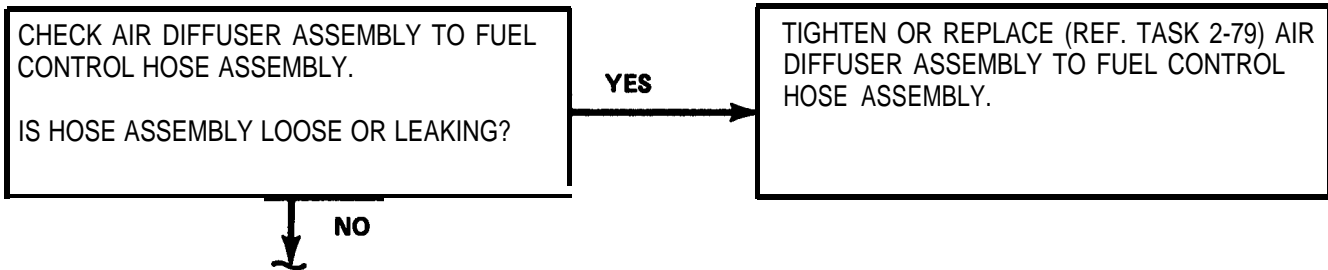 CHECK AIR DIFFUSER ASSEMBLY TO FUEL
CONTROL HOSE ASSEMBLY.
IS HOSE ASSEMBLY LOOSE OR LEAKING?
YES
TIGHTEN OR REPLACE (REF. TASK 2-79) AIR
DIFFUSER ASSEMBLY TO FUEL CONTROL
HOSE ASSEMBLY.
NO